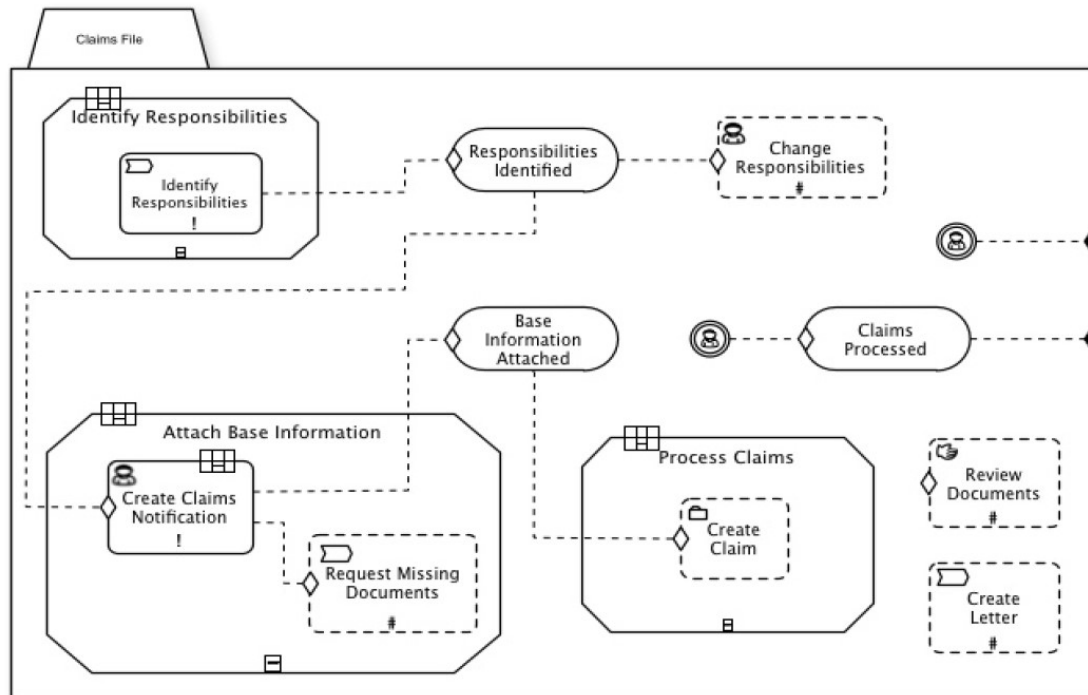 Claims File
Identify Responsibilities
Identify
Responsibilities
!
Responsibilities
Identified
Change
Responsibilities
#
Base
Information
Attached
Claims
Processed
Attach Base Information
Create Claims
Notification
!
Request Missing
Documents
#
Process Claims
Create
Claim
Review
Documents
#
Create
Letter
#